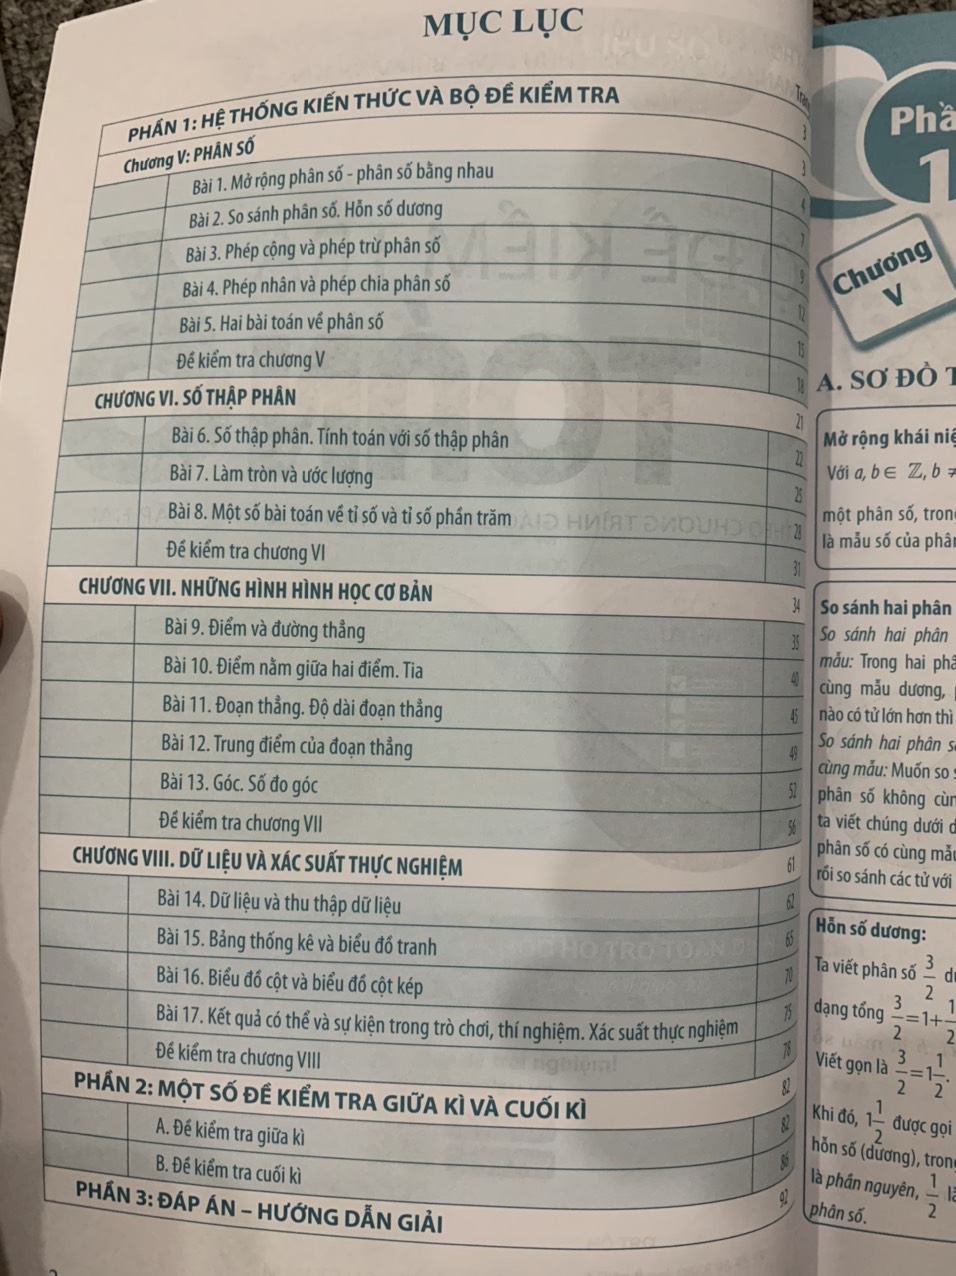 MỤC LỤC
Trang
PHẦN 1: HỆ THỐNG KIẾN THỨC VÀ BỘ ĐỀ KIỂM TRA 3
Chương V: PHÂN SỐ 3
Bài 1. Mở rộng phân số - phân số bằng nhau 4
Bài 2. So sánh phân số. Hỗn số dương 7
Bài 3. Phép cộng và phép trừ phân số 9
Bài 4. Phép nhân và phép chia phân số 12
Bài 5. Hai bài toán về phân số 15
Đề kiểm tra chương V 18
CHƯƠNG VI. SỐ THẬP PHÂN 21
Bài 6. Số thập phân. Tính toán với số thập phân 22
Bài 7. Làm tròn và ước lượng 25
Bài 8. Một số bài toán về tỉ số và tỉ số phần trăm 28
Đề kiểm tra chương VI 31
CHƯƠNG VII. NHỮNG HÌNH HÌNH HỌC CƠ BẢN 34
Bài 9. Điểm và đường thẳng 35
Bài 10. Điểm nằm giữa hai điểm. Tia 40
Bài 11. Đoạn thẳng. Độ dài đoạn thẳng 45
Bài 12. Trung điểm của đoạn thẳng 49
Bài 13. Góc. Số đo góc 52
Đề kiểm tra chương VII 56
CHƯƠNG VIII. DỮ LIỆU VÀ XÁC SUẤT THỰC NGHIỆM 61
Bài 14. Dữ liệu và thu thập dữ liệu 62
Bài 15. Bảng thống kê và biểu đồ tranh 65
Bài 16. Biểu đồ cột và biểu đồ cột kép 70
Bài 17. Kết quả có thể và sự kiện trong trò chơi, thí nghiệm. Xác suất thực nghiệm 75
Đề kiểm tra chương VIII 78
PHẦN 2: MỘT SỐ ĐỀ KIỂM TRA GIỮA KÌ VÀ CUỐI KÌ 82
A. Đề kiểm tra giữa kì 82
B. Đề kiểm tra cuối kì 86
PHẦN 3: ĐÁP ÁN – HƯỚNG DẪN GIẢI 92
1
Chương
V
A. SƠ ĐỒ
Mở rộng khái
Với a, b ∈ ℤ, b ≠
một phân số,
là mẫu số của
So sánh hai phân
So sánh hai phân
mẫu: Trong hai
cùng mẫu dương,
nào có tử lớn hơn thì
So sánh hai phân
cùng mẫu: Muốn so
phân số không
ta viết chúng dưới
phân số có cùng
rồi so sánh các tử với
Hỗn số dương:
Ta viết phân số 3/2
dạng tổng 3/2 = 1 +
Viết gọn là 3/2 = 1 1/2.
Khi đó, 1 1/2 được gọi
hỗn số (dương),
là phần nguyên, 1/2
phân số.